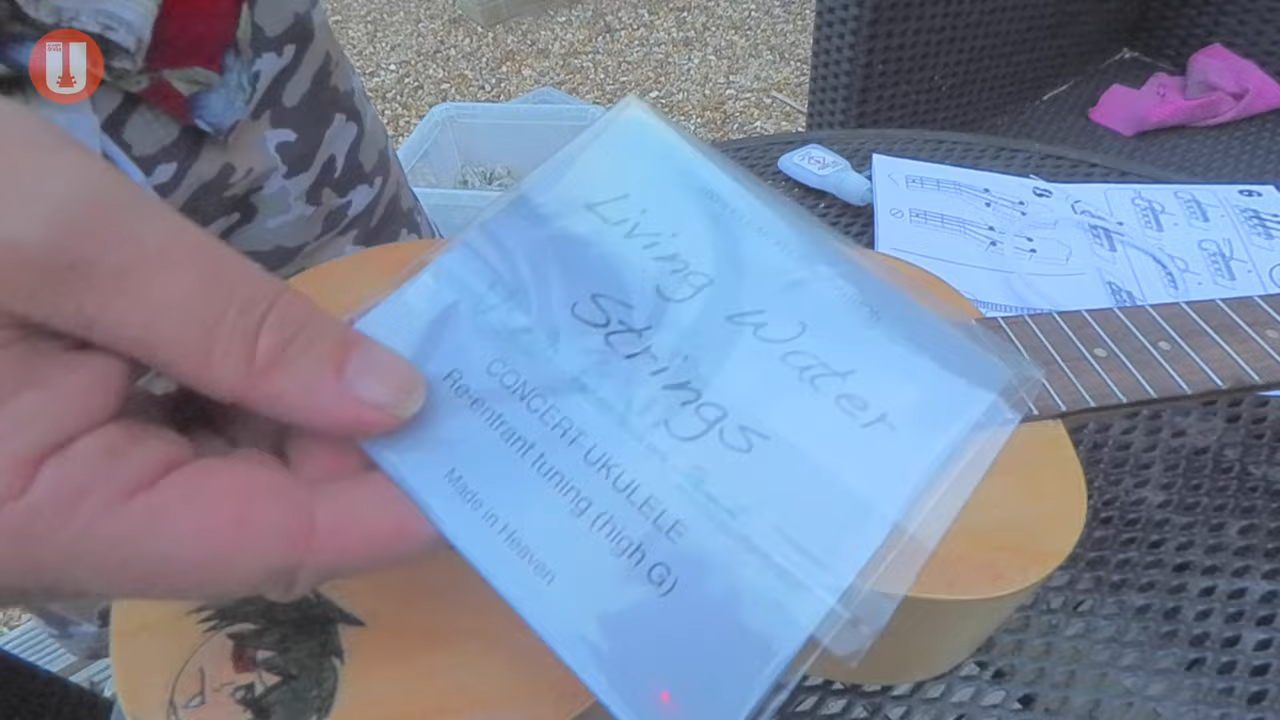 Living Water
Strings
CONCERT UKULELE
Re-entrant tuning (high G)
Made in Heaven